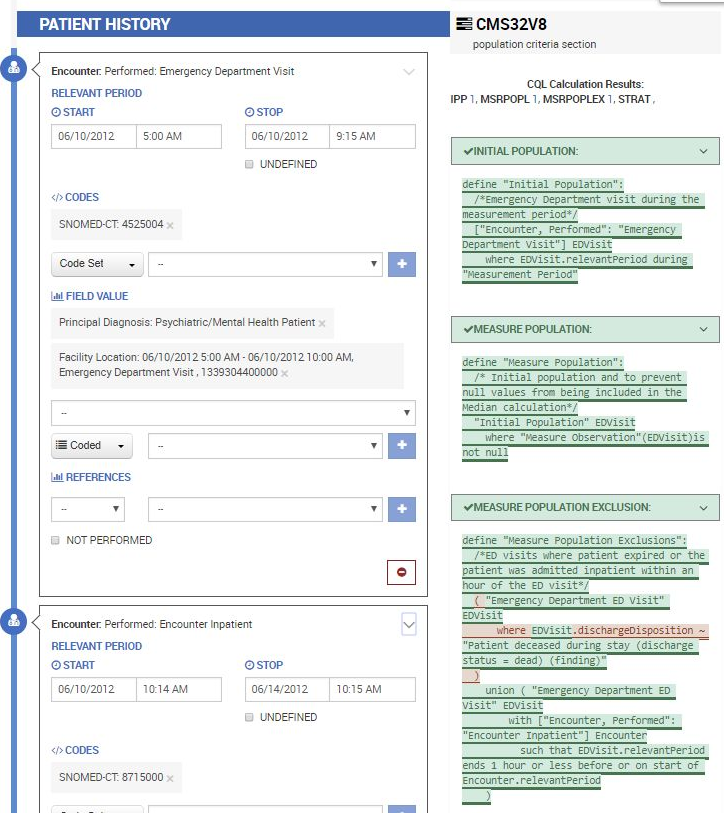 PATIENT HISTORY
Encounter: Performed: Emergency Department Visit
RELEVANT PERIOD
START
STOP
06/10/2012 5:00 AM
06/10/2012 9:15 AM
UNDEFINED
</> CODES
SNOMED-CT: 4525004 ×
Code Set
--
+
FIELD VALUE
Principal Diagnosis: Psychiatric/Mental Health Patient ×
Facility Location: 06/10/2012 5:00 AM - 06/10/2012 10:00 AM,
Emergency Department Visit , 1339304400000 ×
--
Coded
--
+
REFERENCES
--
--
+
NOT PERFORMED
Encounter: Performed: Encounter Inpatient
RELEVANT PERIOD
START
STOP
06/10/2012 10:14 AM
06/14/2012 10:15 AM
UNDEFINED
</> CODES
SNOMED-CT: 8715000 ×
CMS32V8
population criteria section
CQL Calculation Results:
IPP 1, MSRPOPL 1, MSRPOPLEX 1, STRAT ,
✔INITIAL POPULATION:
define "Initial Population":
/*Emergency Department visit during the
measurement period*/
["Encounter, Performed": "Emergency
Department Visit"] EDVisit
where EDVisit.relevantPeriod during
"Measurement Period"
✔MEASURE POPULATION:
define "Measure Population":
/* Initial population and to prevent
null values from being included in the
Median calculation*/
"Initial Population" EDVisit
where "Measure Observation"(EDVisit)is
not null
✔MEASURE POPULATION EXCLUSION:
define "Measure Population Exclusions":
/*ED visits where patient expired or the
patient was admitted inpatient within an
hour of the ED visit*/
( "Emergency Department ED Visit"
EDVisit
where EDVisit.dischargeDisposition ~
"Patient deceased during stay (discharge
status = dead) (finding)"
)
union ( "Emergency Department ED
Visit" EDVisit
with ["Encounter, Performed":
"Encounter Inpatient"] Encounter
such that EDVisit.relevantPeriod
ends 1 hour or less before or on start of
Encounter.relevantPeriod
)